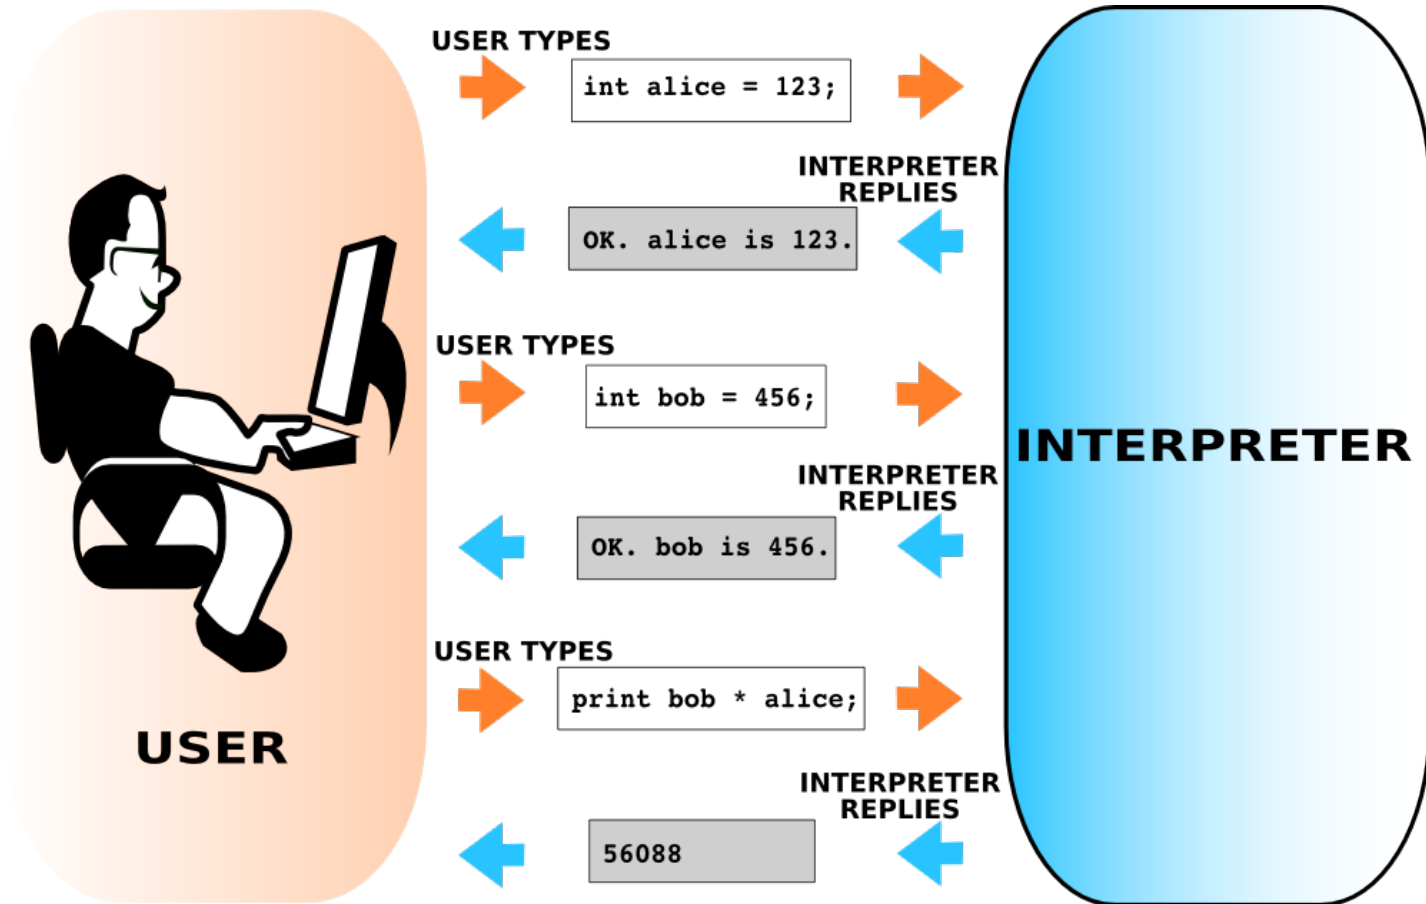 USER TYPES
int alice = 123;
INTERPRETER
REPLIES
OK. alice is 123.
USER TYPES
int bob = 456;
INTERPRETER
REPLIES
OK. bob is 456.
USER TYPES
print bob * alice;
INTERPRETER
REPLIES
56088
USER
INTERPRETER